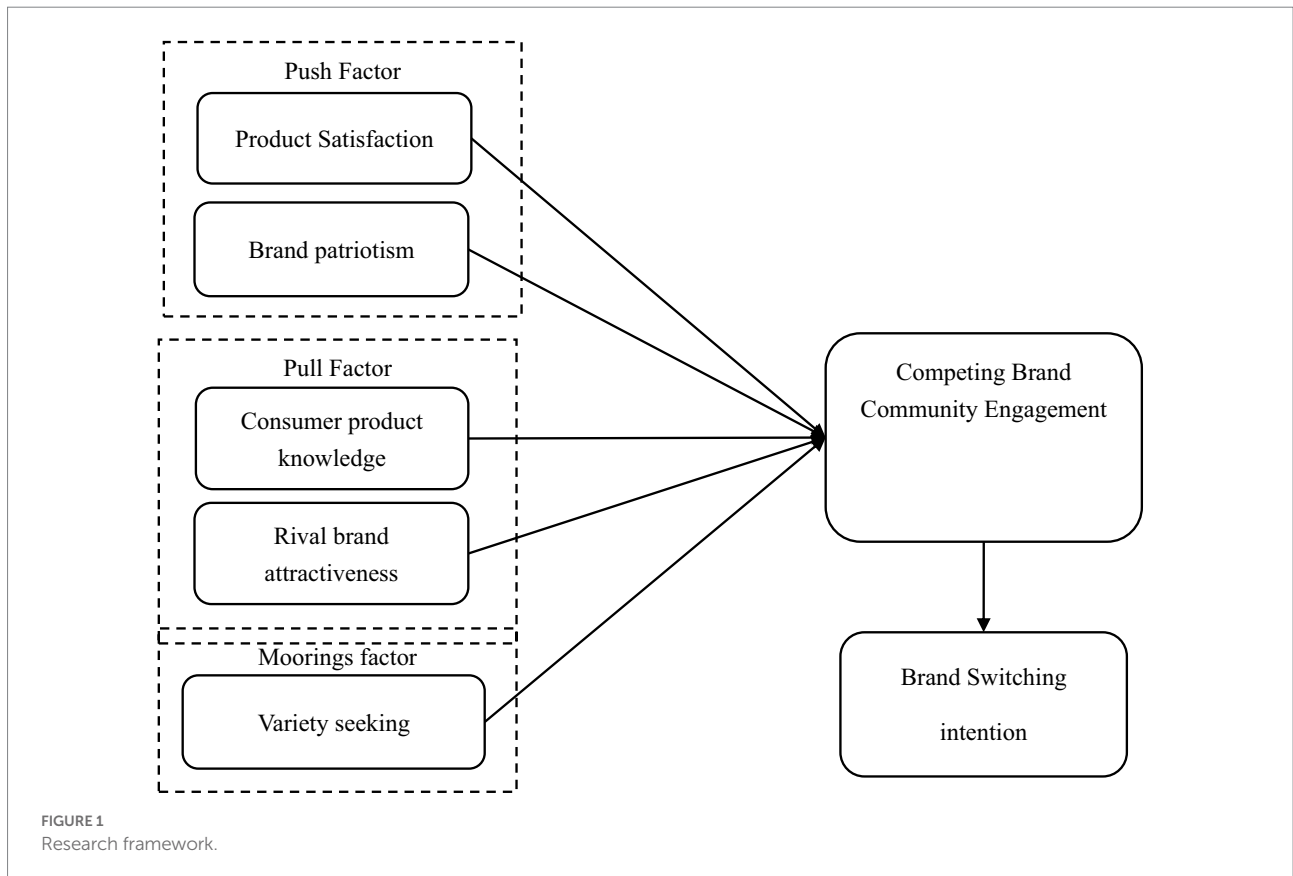 Push Factor
Product Satisfaction
Brand patriotism
Pull Factor
Consumer product
knowledge
Rival brand
attractiveness
Moorings factor
Variety seeking
Competing Brand
Community Engagement
Brand Switching
intention
FIGURE 1
Research framework.